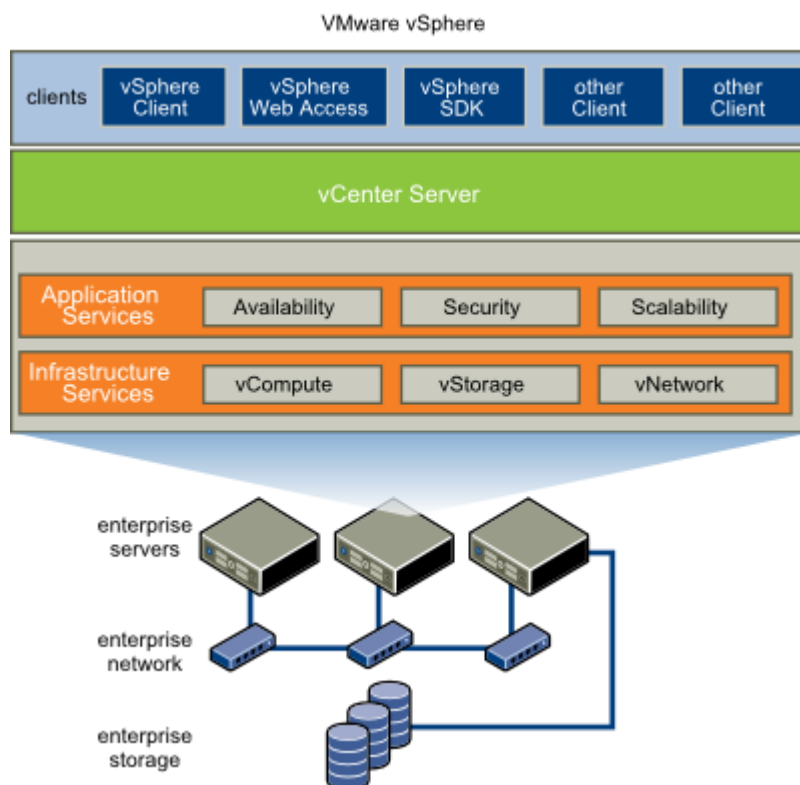 VMware vSphere
clients
vSphere
Client
vSphere
Web Access
vSphere
SDK
other
Client
other
Client
vCenter Server
Application
Services
Availability
Security
Scalability
Infrastructure
Services
vCompute
vStorage
vNetwork
enterprise
servers
enterprise
network
enterprise
storage